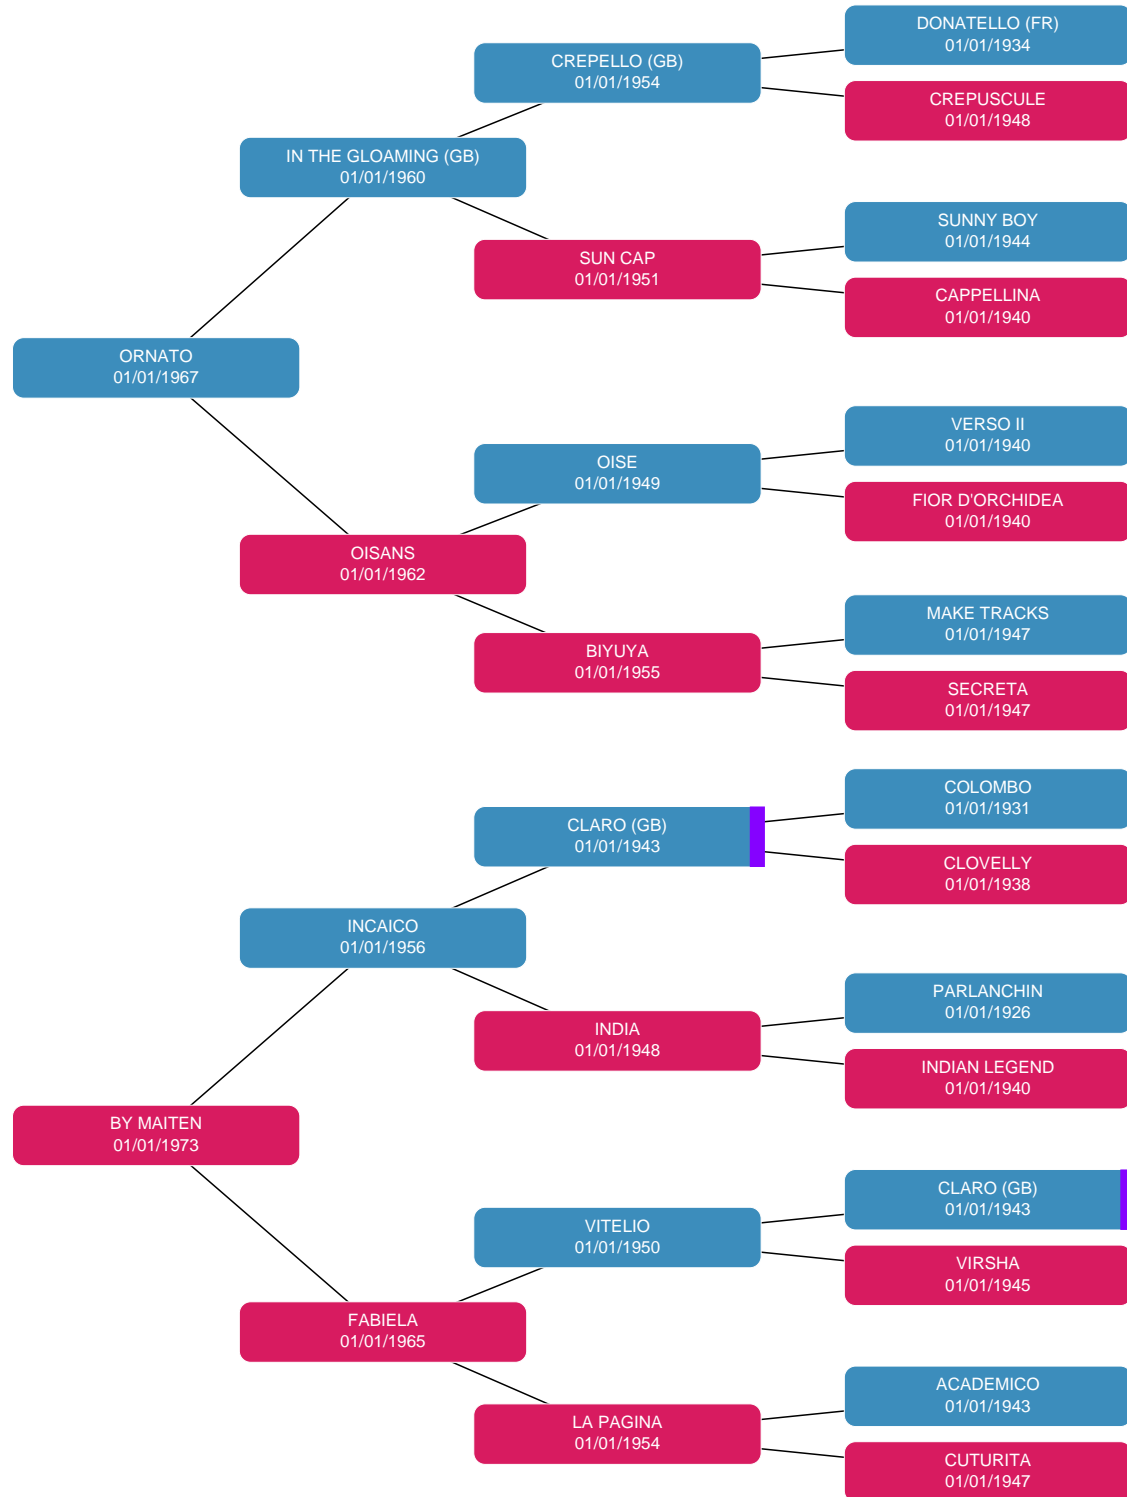 DONATELLO (FR)
01/01/1934
CREPELLO (GB)
01/01/1954
CREPUSCULE
01/01/1948
IN THE GLOAMING (GB)
01/01/1960
SUNNY BOY
01/01/1944
SUN CAP
01/01/1951
CAPPELLINA
01/01/1940
ORNATO
01/01/1967
VERSO II
01/01/1940
OISE
01/01/1949
FIOR D'ORCHIDEA
01/01/1940
OISANS
01/01/1962
MAKE TRACKS
01/01/1947
BIYUYA
01/01/1955
SECRETA
01/01/1947
COLOMBO
01/01/1931
CLARO (GB)
01/01/1943
CLOVELLY
01/01/1938
INCAICO
01/01/1956
PARLANCHIN
01/01/1926
INDIA
01/01/1948
INDIAN LEGEND
01/01/1940
BY MAITEN
01/01/1973
CLARO (GB)
01/01/1943
VITELIO
01/01/1950
VIRSHA
01/01/1945
FABIELA
01/01/1965
ACADEMICO
01/01/1943
LA PAGINA
01/01/1954
CUTURITA
01/01/1947